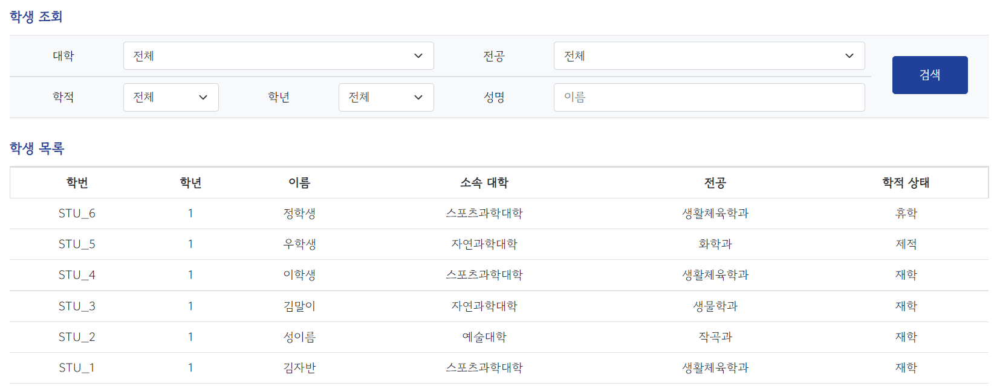 학생 조회
대학 전체 전공 전체 검색
학적 전체 학년 전체 성명 이름
학생 목록
학번 학년 이름 소속 대학 전공 학적 상태
STU_6 1 정학생 스포츠과학대학 생활체육학과 휴학
STU_5 1 우학생 자연과학대학 화학과 제적
STU_4 1 이학생 스포츠과학대학 생활체육학과 재학
STU_3 1 김말이 자연과학대학 생물학과 재학
STU_2 1 성이름 예술대학 작곡과 재학
STU_1 1 김자반 스포츠과학대학 생활체육학과 재학